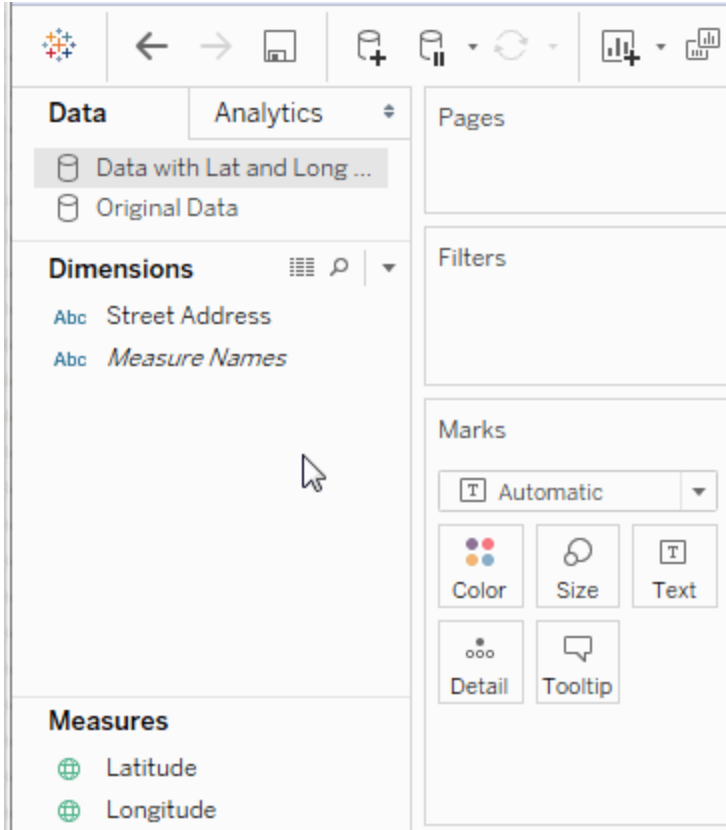 Data
Analytics
Data with Lat and Long ...
Original Data
Dimensions
Abc Street Address
Abc Measure Names
Measures
Latitude
Longitude
Pages
Filters
Marks
T Automatic
Color
Size
T
Text
Detail
Tooltip